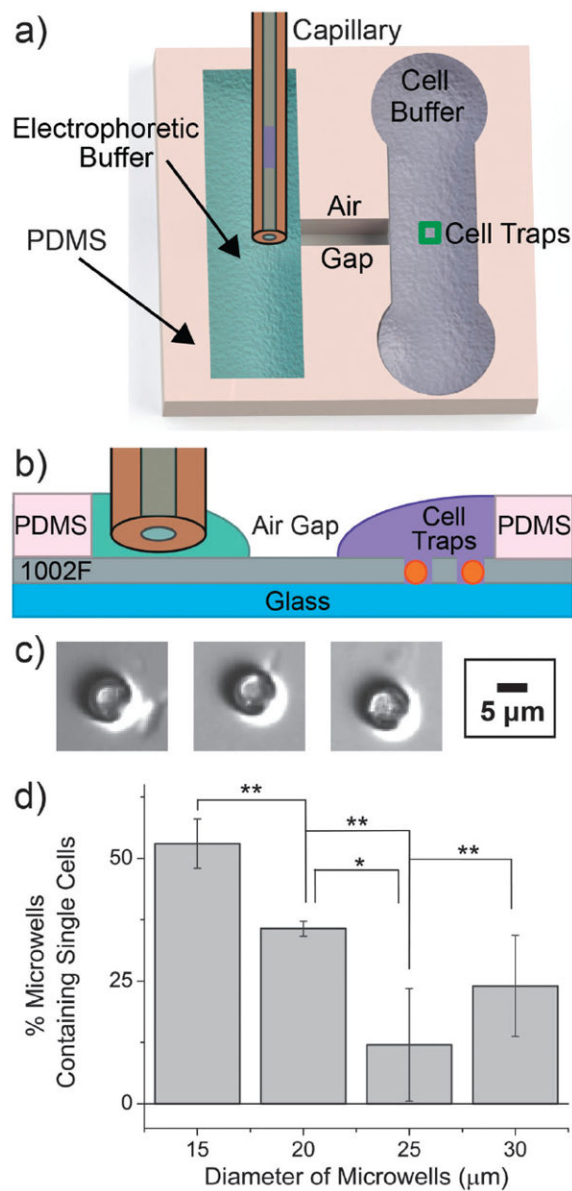 a)
Capillary
Electrophoretic
Buffer
PDMS
Air
Gap
Cell
Buffer
Cell Traps
b)
PDMS
Air Gap
Cell
Traps
PDMS
1002F
Glass
c)
5 µm
d)
**
**
*
**
% Microwells
Containing Single Cells
50
25
0
15 20 25 30
Diameter of Microwells (µm)